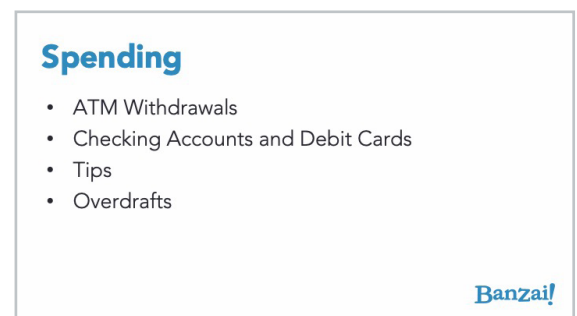 Spending
• ATM Withdrawals
• Checking Accounts and Debit Cards
• Tips
• Overdrafts
Banzai!